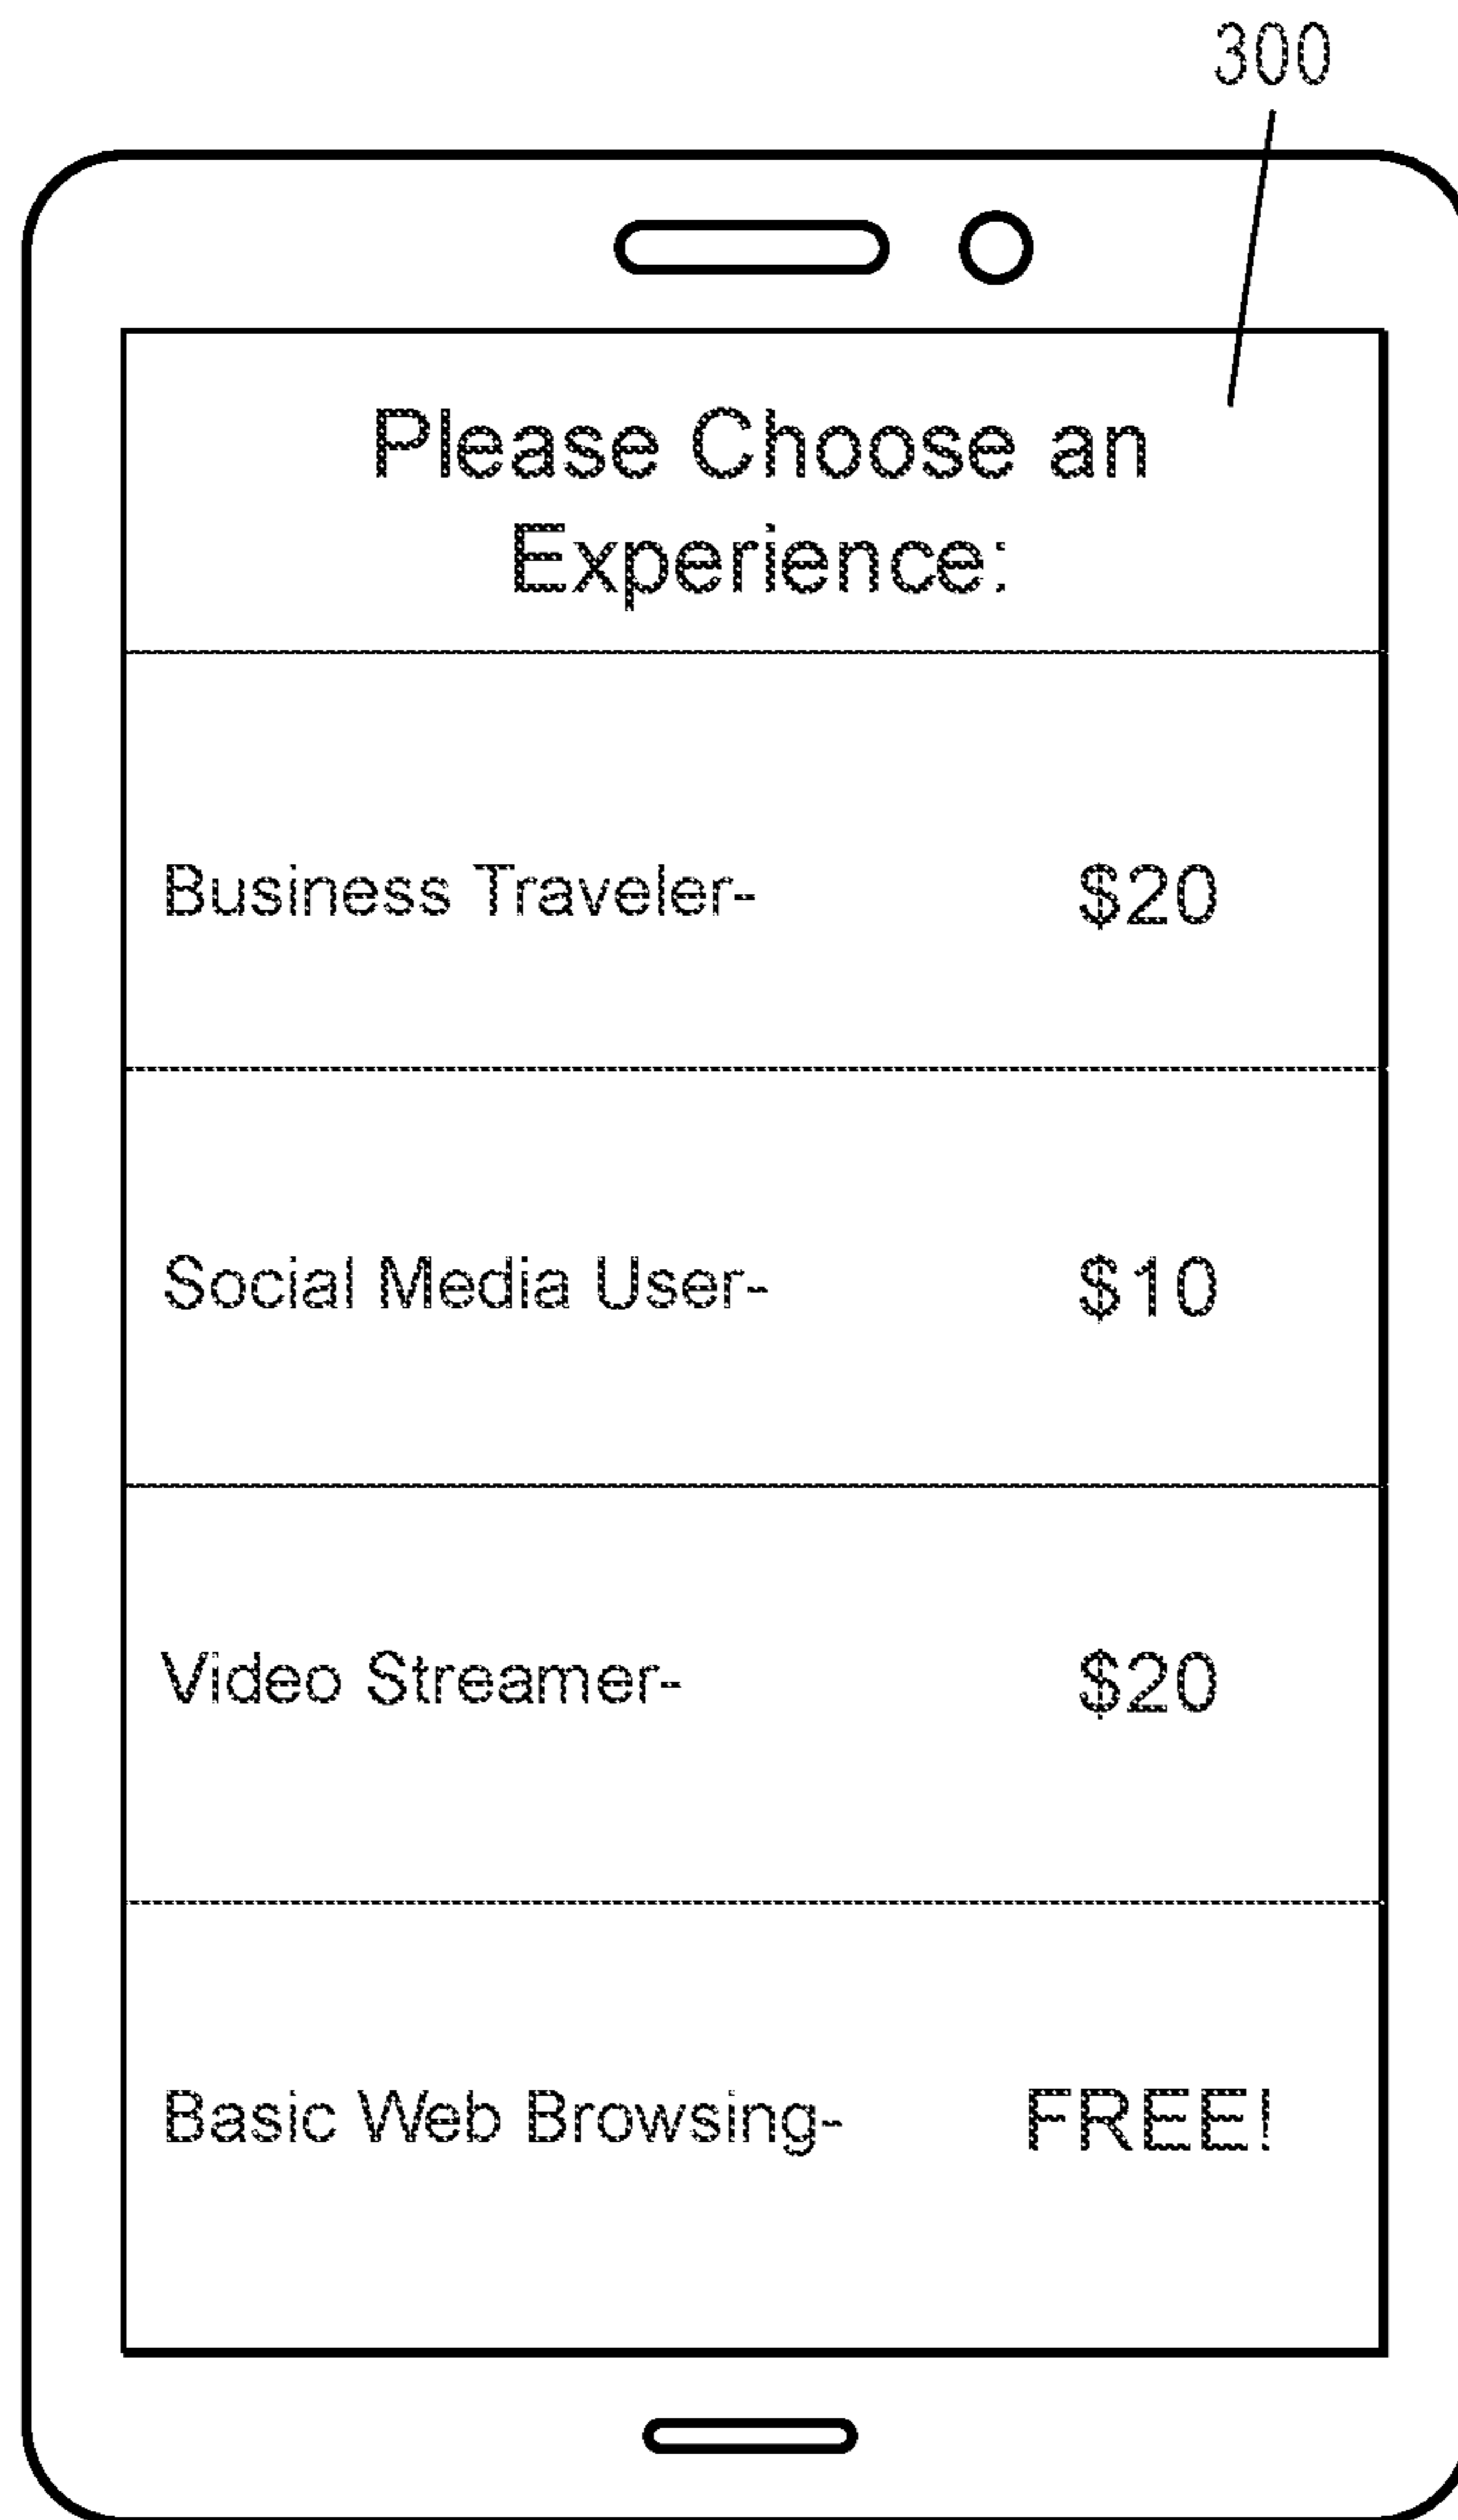 300
Please Choose an
Experience:
Business Traveler- $20
Social Media User- $10
Video Streamer- $20
Basic Web Browsing- FREE!